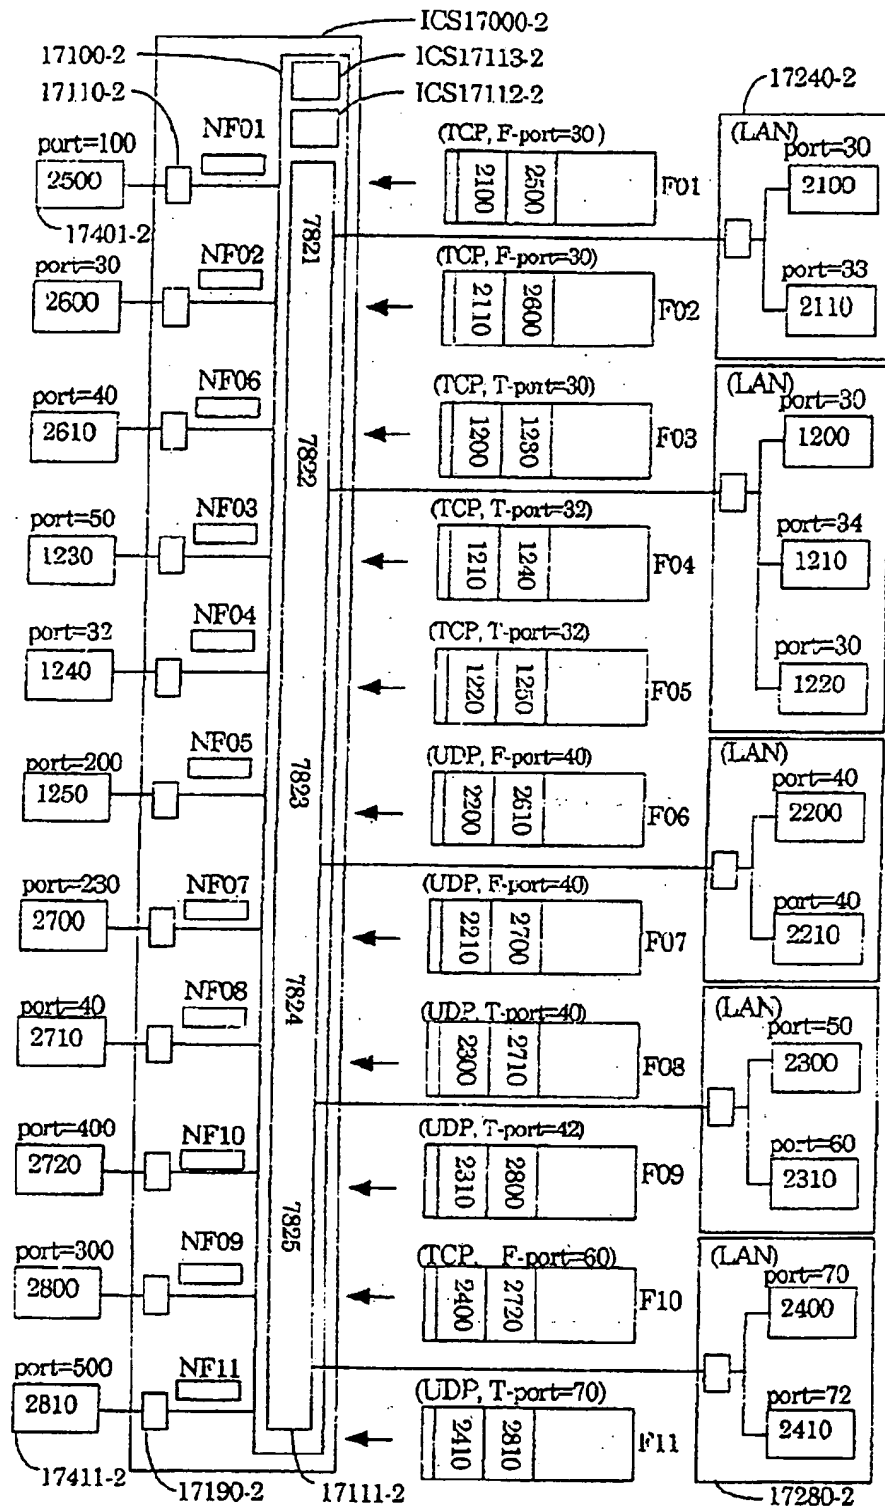 ICS17000-2
17100-2
ICS17113-2
17110-2
ICS17112-2
17240-2
NF01
port=100
2500
17401-2
(TCP, F-port=30)
2100
2500
F01
(LAN)
port=30
2100
7821
port=30
2600
NF02
(TCP, F-port=30)
2110
2600
F02
port=33
2110
port=40
2610
NF06
(TCP, T-port=30)
1200
1230
F03
(LAN)
port=30
1200
7822
port=50
1230
NF03
(TCP, T-port=32)
1210
1240
F04
port=34
1210
port=32
1240
NF04
(TCP, T-port=32)
1220
1250
F05
port=30
1220
port=200
1250
NF05
7823
(UDP, F-port=40)
2200
2610
F06
(LAN)
port=40
2200
port=230
2700
NF07
(UDP, F-port=40)
2210
2700
F07
port=40
2210
port=40
2710
NF08
7824
(UDP, T-port=40)
2300
2710
F08
(LAN)
port=50
2300
port=400
2720
NF10
(UDP, T-port=42)
2310
2800
F09
port=60
2310
7825
port=300
2800
NF09
(TCP, F-port=60)
2400
2720
F10
(LAN)
port=70
2400
port=500
2810
NF11
(UDP, T-port=70)
2410
2810
F11
port=72
2410
17411-2
17190-2
17111-2
17280-2